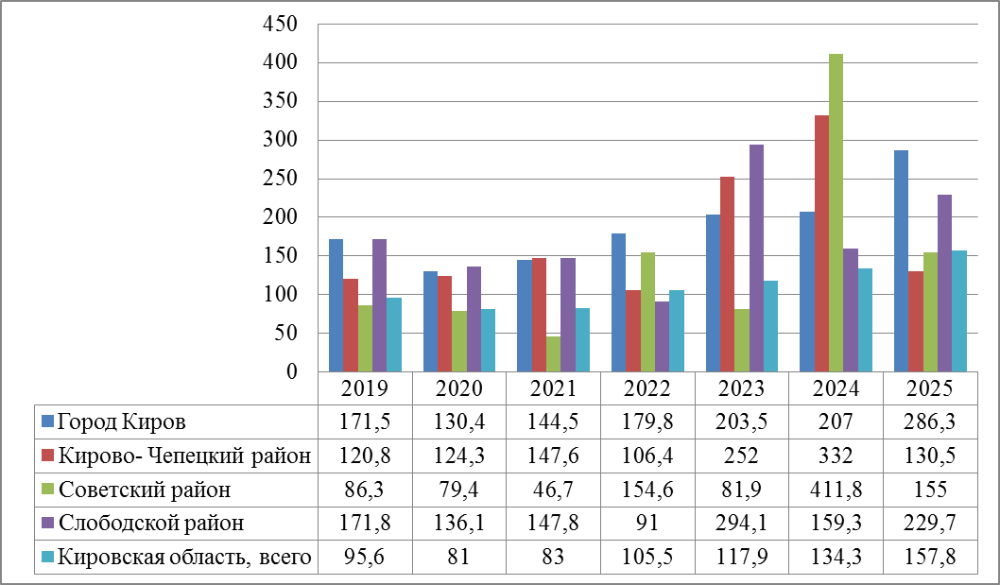 450
400
350
300
250
200
150
100
50
0
2019 2020 2021 2022 2023 2024 2025
Город Киров 171,5 130,4 144,5 179,8 203,5 207 286,3
Кирово- Чепецкий район 120,8 124,3 147,6 106,4 252 332 130,5
Советский район 86,3 79,4 46,7 154,6 81,9 411,8 155
Слободской район 171,8 136,1 147,8 91 294,1 159,3 229,7
Кировская область, всего 95,6 81 83 105,5 117,9 134,3 157,8